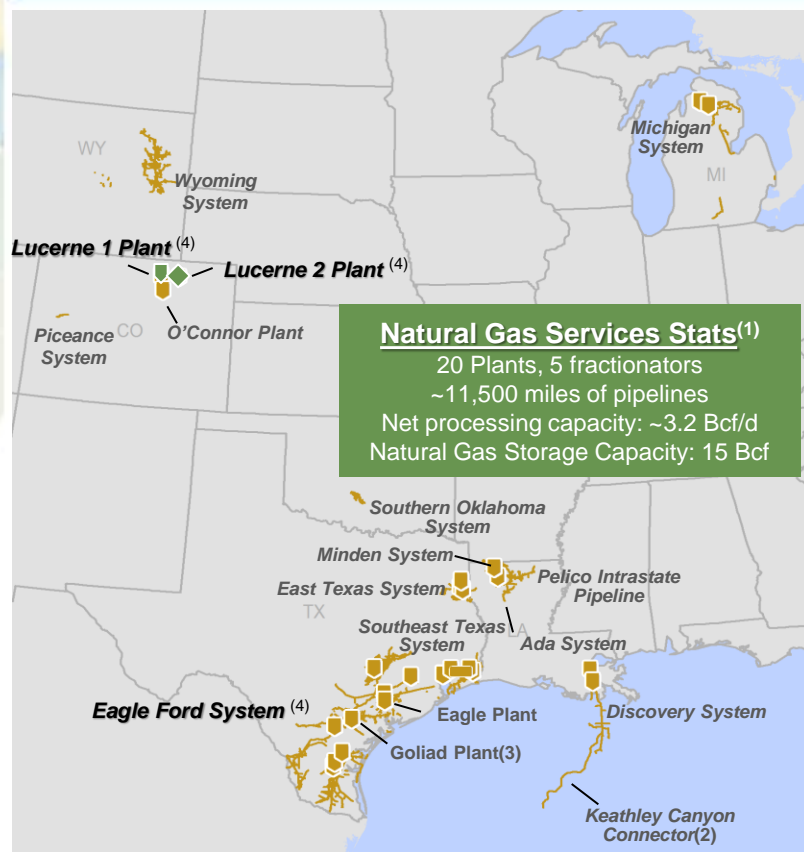 Michigan
System
MI
WY
Wyoming
System
Lucerne 1 Plant (4)
Lucerne 2 Plant (4)
O'Connor Plant
Piceance
System
CO
Natural Gas Services Stats(1)
20 Plants, 5 fractionators
~11,500 miles of pipelines
Net processing capacity: ~3.2 Bcf/d
Natural Gas Storage Capacity: 15 Bcf
Southern Oklahoma
System
Minden System
East Texas System
Pelico Intrastate
Pipeline
TX
Southeast Texas
System
LA
Ada System
Eagle Ford System (4)
Eagle Plant
Discovery System
Goliad Plant(3)
Keathley Canyon
Connector(2)